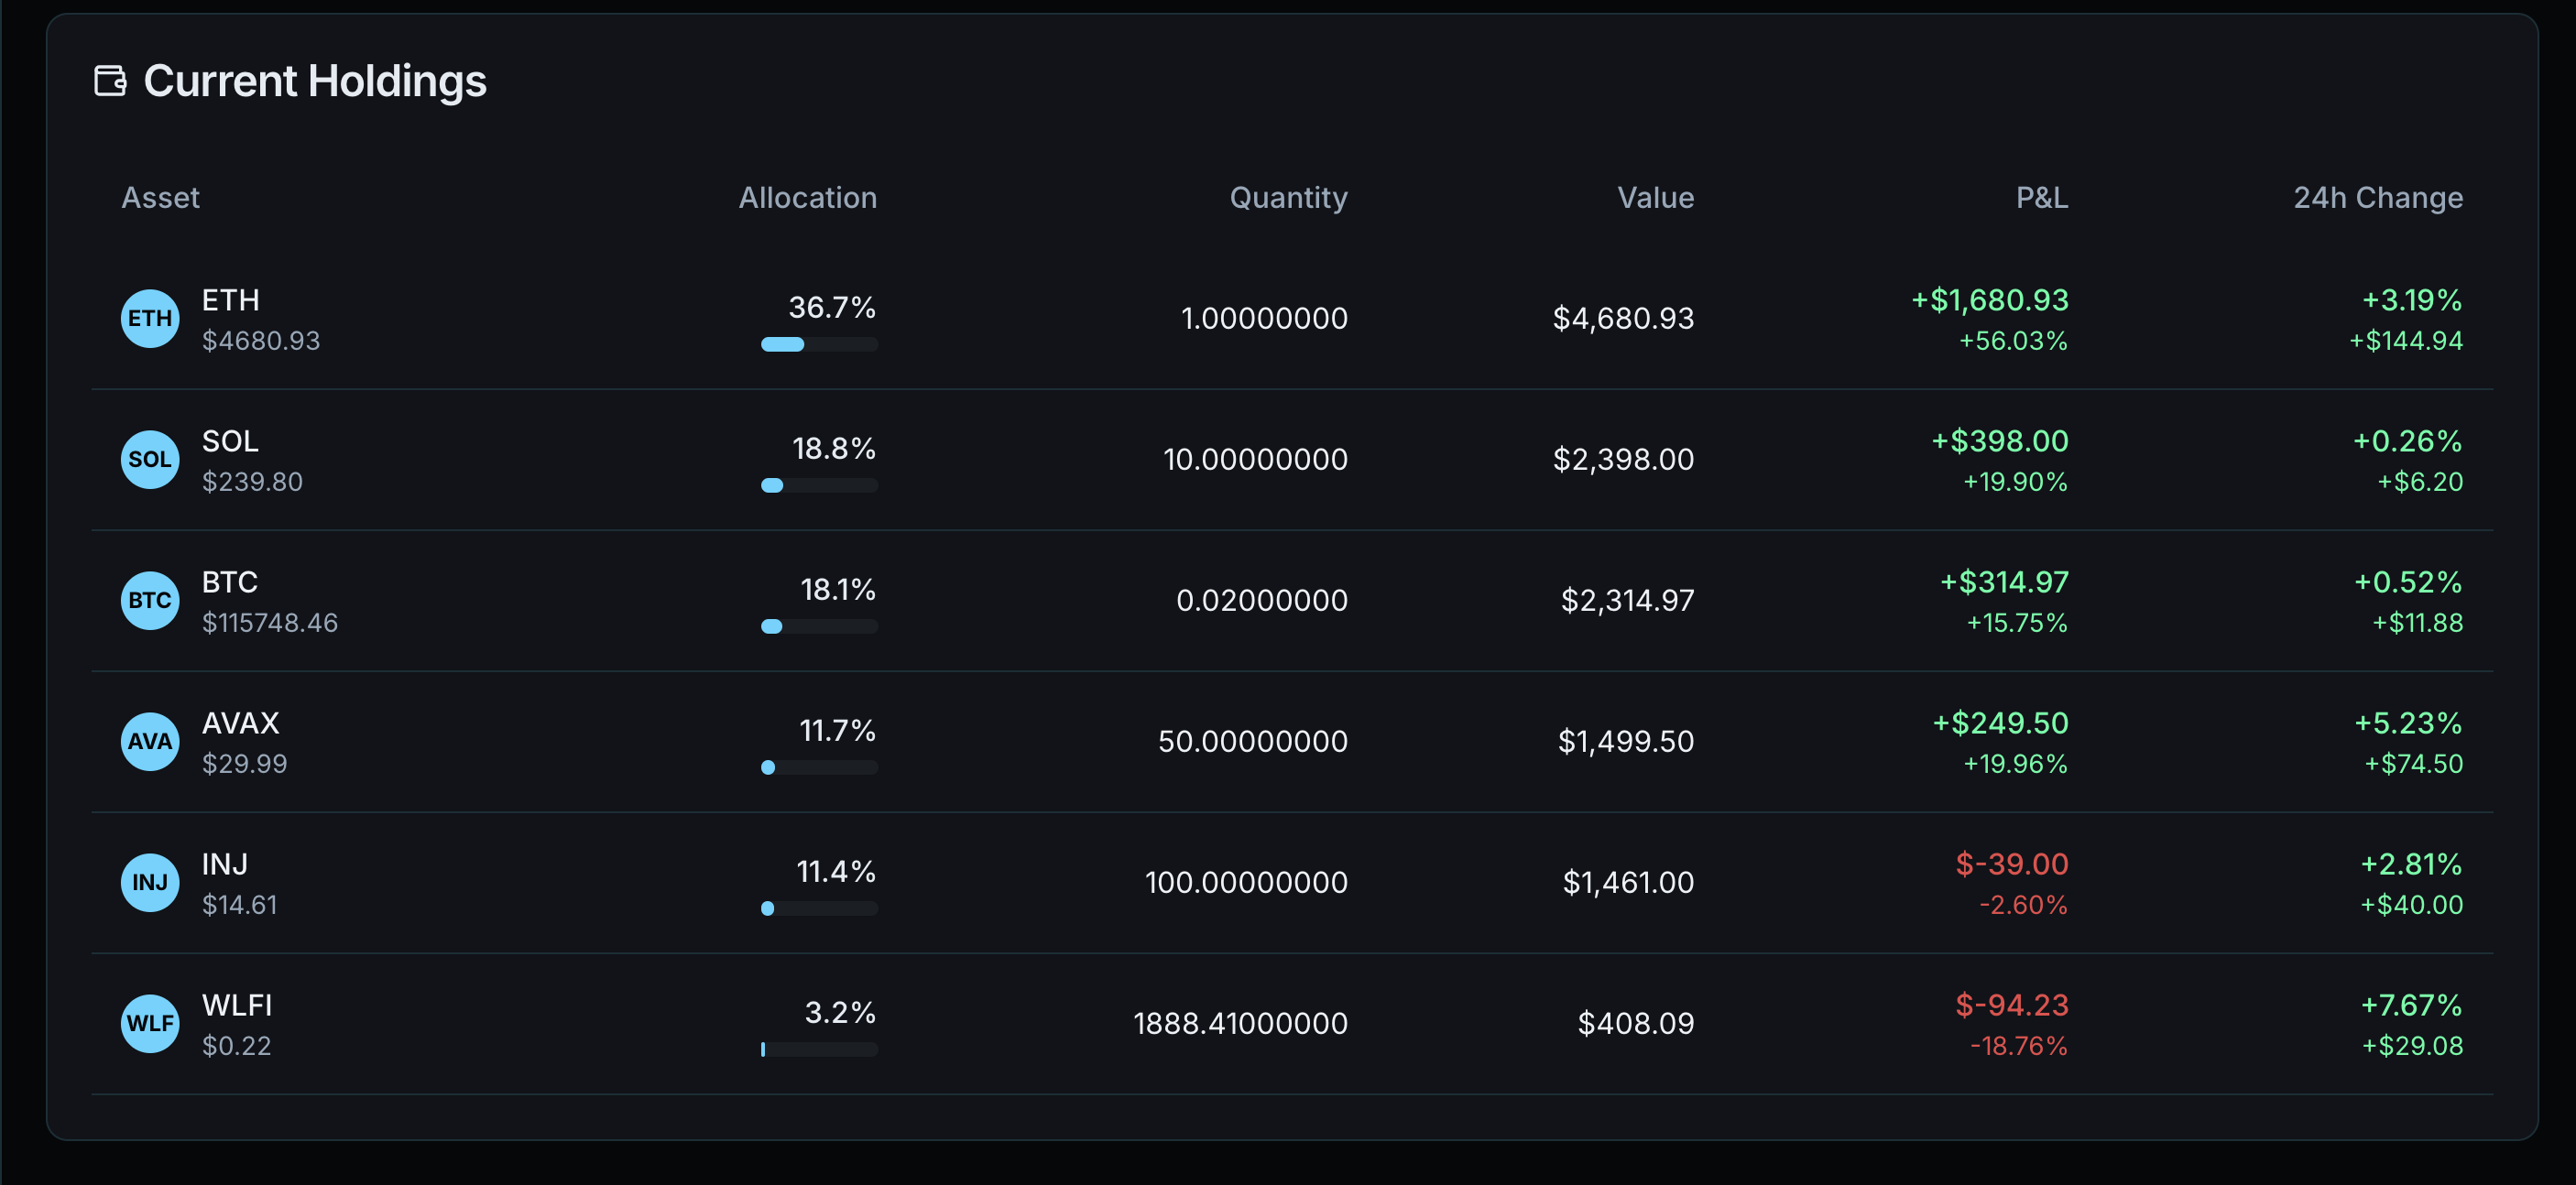 Current Holdings
Asset Allocation Quantity Value P&L 24h Change
ETH ETH 36.7% 1.00000000 $4,680.93 +$1,680.93 +3.19%
$4680.93 +56.03% +$144.94
SOL SOL 18.8% 10.00000000 $2,398.00 +$398.00 +0.26%
$239.80 +19.90% +$6.20
BTC BTC 18.1% 0.02000000 $2,314.97 +$314.97 +0.52%
$115748.46 +15.75% +$11.88
AVA AVAX 11.7% 50.00000000 $1,499.50 +$249.50 +5.23%
$29.99 +19.96% +$74.50
INJ INJ 11.4% 100.00000000 $1,461.00 $-39.00 +2.81%
$14.61 -2.60% +$40.00
WLF WLFI 3.2% 1888.41000000 $408.09 $-94.23 +7.67%
$0.22 -18.76% +$29.08